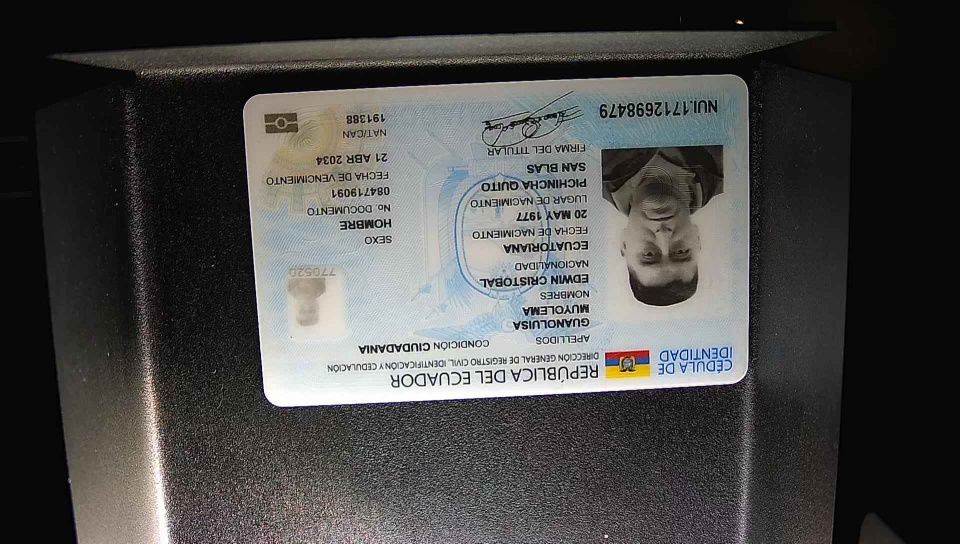 CÉDULA DE
IDENTIDAD
REPÚBLICA DEL ECUADOR
DIRECCIÓN GENERAL DE REGISTRO CIVIL, IDENTIFICACIÓN Y CEDULACIÓN
APELLIDOS
CONDICIÓN CIUDADANIA
GUANOLUISA
MUYOLEMA
NOMBRES
EDWIN CRISTOBAL
NACIONALIDAD
ECUATORIANA
FECHA DE NACIMIENTO
20 MAY 1977
LUGAR DE NACIMIENTO
PICHINCHA QUITO
SAN BLAS
FIRMA DEL TITULAR
SEXO
HOMBRE
No. DOCUMENTO
084719091
FECHA DE VENCIMIENTO
21 ABR 2034
NAT/CAN
191388
770520
NUI.1712698479